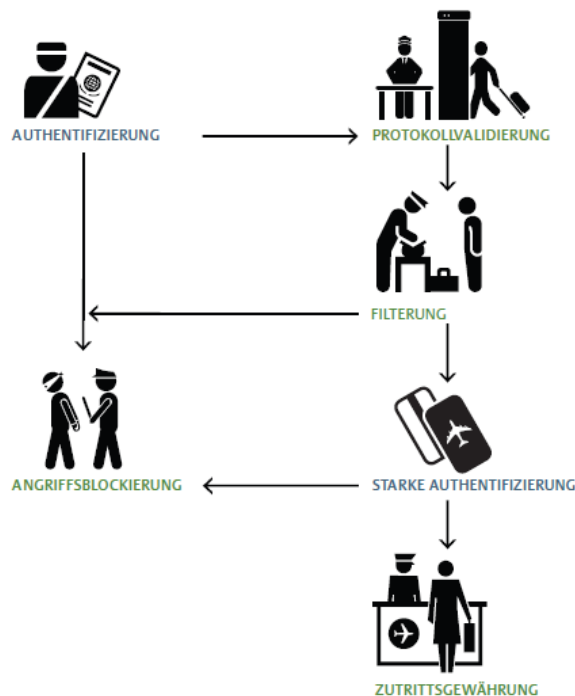 AUTHENTIFIZIERUNG
PROTOKOLLVALIDIERUNG
FILTERUNG
ANGRIFFSBLOCKIERUNG
STARKE AUTHENTIFIZIERUNG
ZUTRITTSGEWÄHRUNG